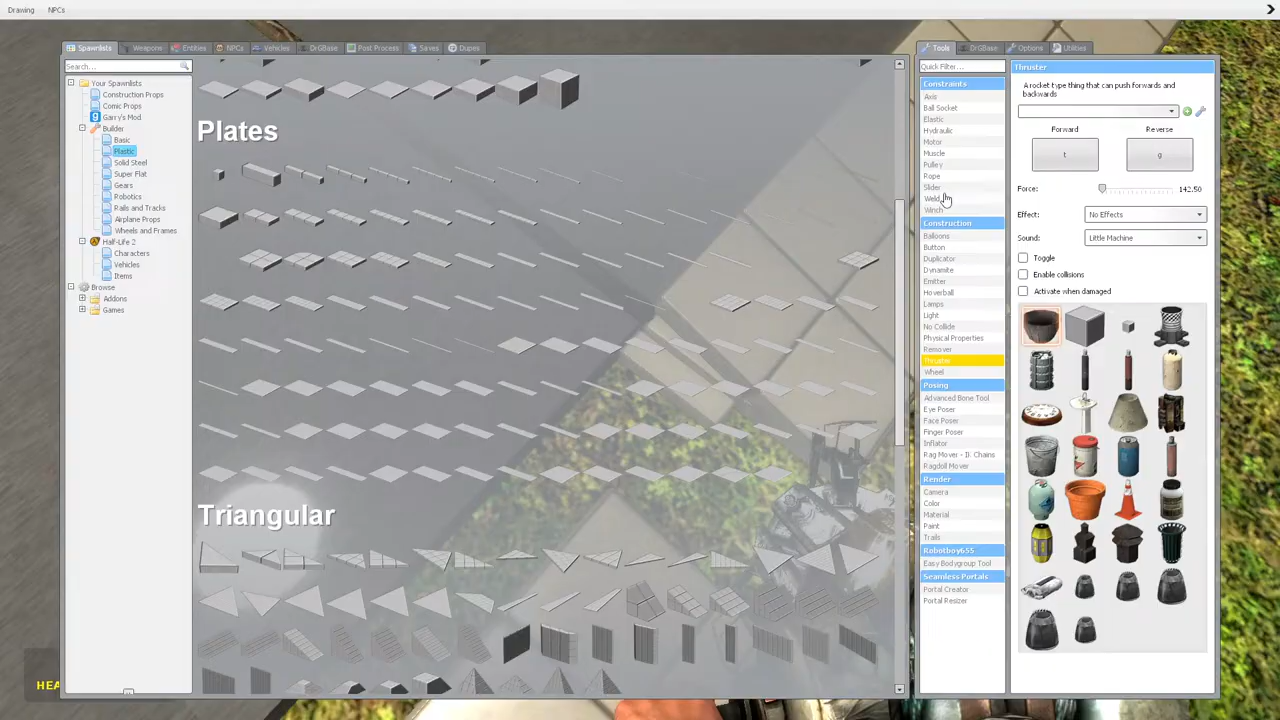 Drawing NPCs
Spawnlists Weapons Entities NPCs Vehicles DrGBase Post Process Saves Dupes
Search...
Your Spawnlists
Construction Props
Comic Props
Garry's Mod
Builder
Basic
Plastic
Solid Steel
Super Flat
Gears
Robotics
Rails and Tracks
Airplane Props
Wheels and Frames
Half-Life 2
Characters
Vehicles
Items
Browse
Addons
Games
Plates
Triangular
HEA
Tools DrGBase Options Utilities
Quick Filter...
Constraints
Axis
Ball Socket
Elastic
Hydraulic
Motor
Muscle
Pulley
Rope
Slider
Weld
Winch
Construction
Balloons
Button
Duplicator
Dynamite
Emitter
Hoverball
Lamps
Light
No Collide
Physical Properties
Remover
Thruster
Wheel
Posing
Advanced Bone Tool
Eye Poser
Face Poser
Finger Poser
Inflator
Rag Mover - IK Chains
Ragdoll Mover
Render
Camera
Color
Material
Paint
Trails
Robotboy655
Easy Bodygroup Tool
Seamless Portals
Portal Creator
Portal Resizer
Thruster
A rocket type thing that can push forwards and
backwards
Forward Reverse
t g
Force: 142.50
Effect: No Effects
Sound: Little Machine
Toggle
Enable collisions
Activate when damaged